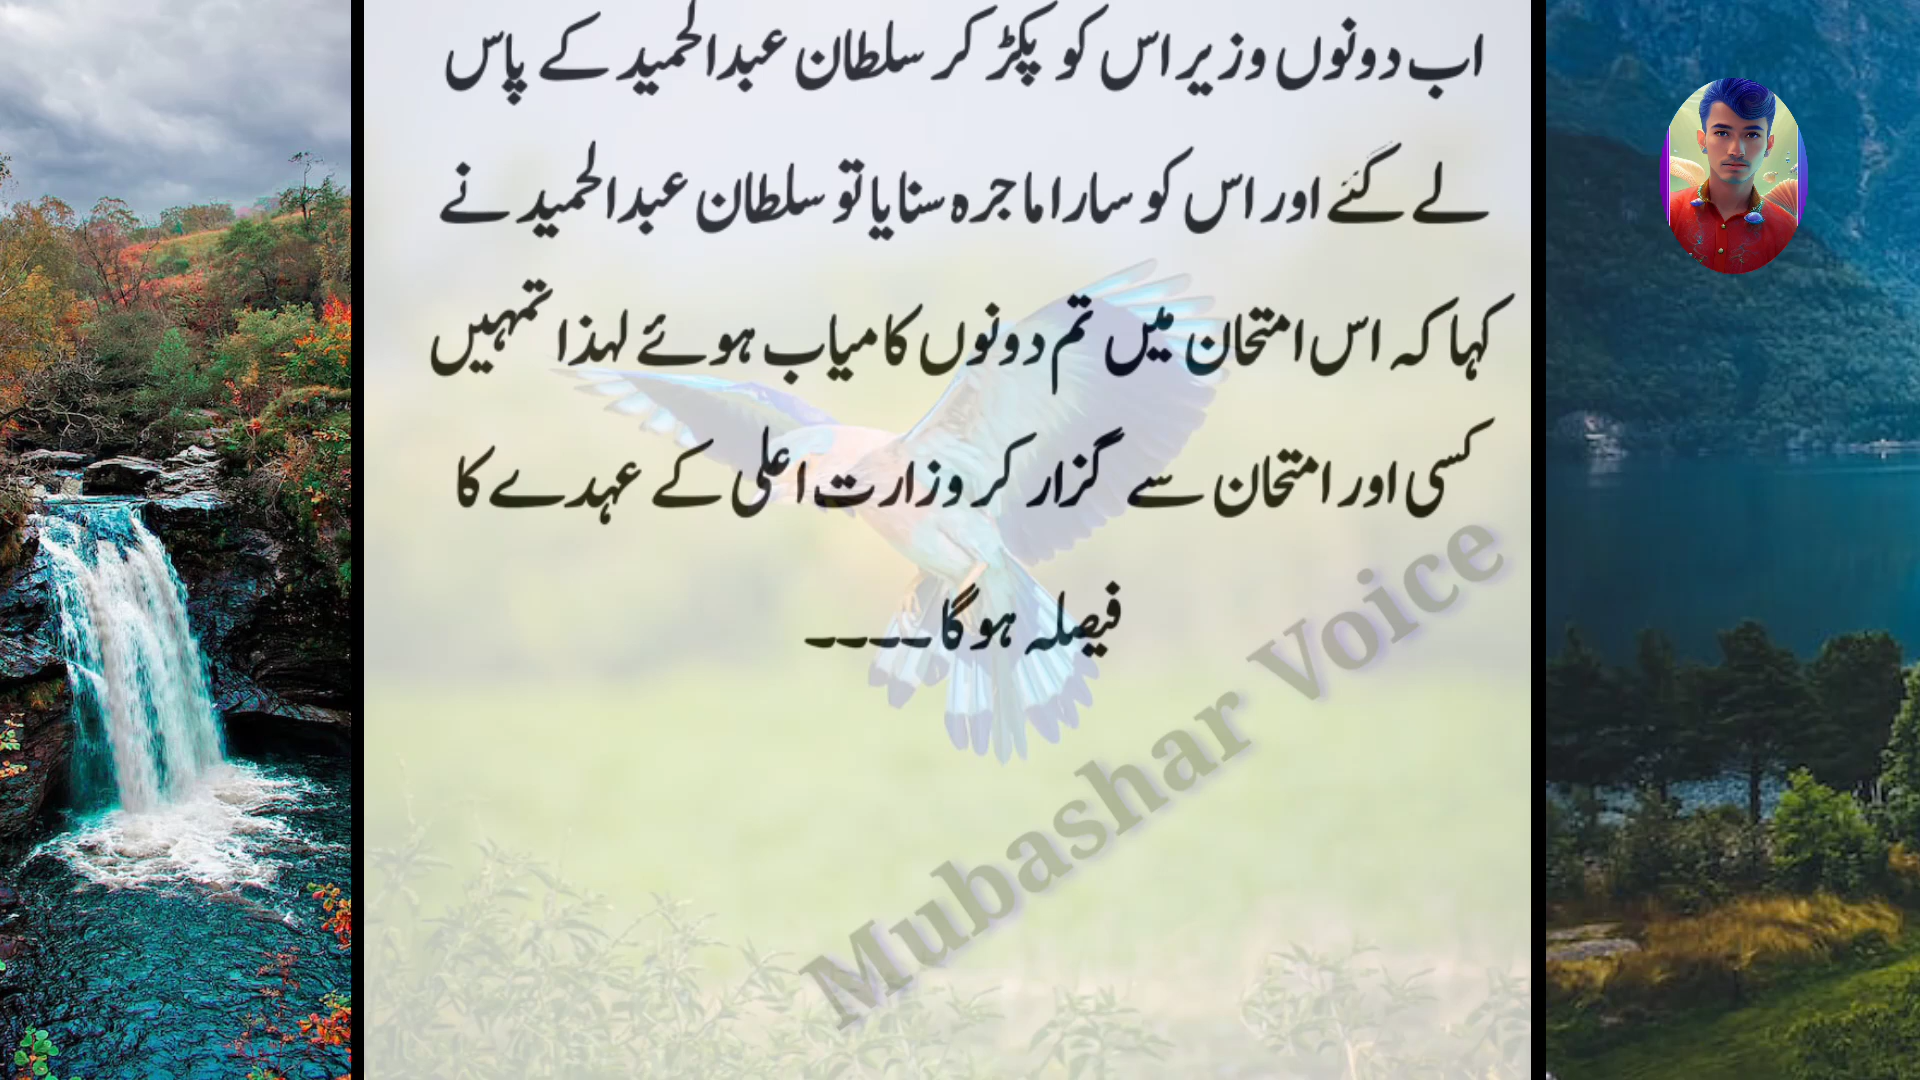 اب دونوں وزیر اس کو پکڑ کر سلطان عبدالحمید کے پاس
لے گئے اور اس کو سارا ماجرہ سنایا تو سلطان عبدالحمید نے
کہا کہ اس امتحان میں تم دونوں کامیاب ہوئے لہذا تمہیں
کسی اور امتحان سے گزار کر وزارت اعلی کے عہدے کا
فیصلہ ہو گا ۔۔۔۔
Mubashar Voice